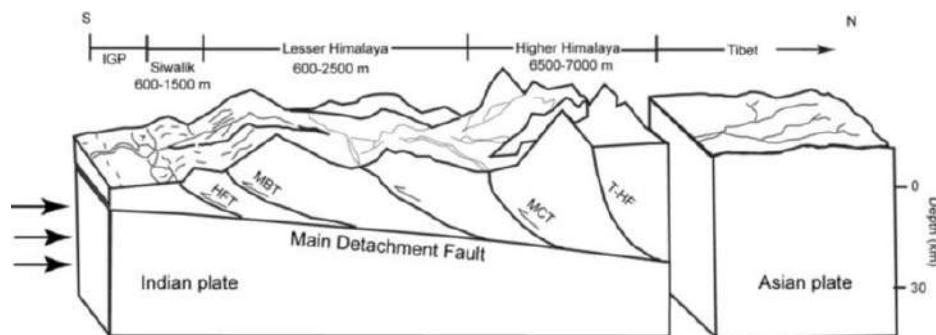 S
N
IGP
Siwalik
600-1500 m
Lesser Himalaya
600-2500 m
Higher Himalaya
6500-7000 m
Tibet
HFT
MBT
MCT
T-HF
Main Detachment Fault
Indian plate
Asian plate
0
30
Depth (km)